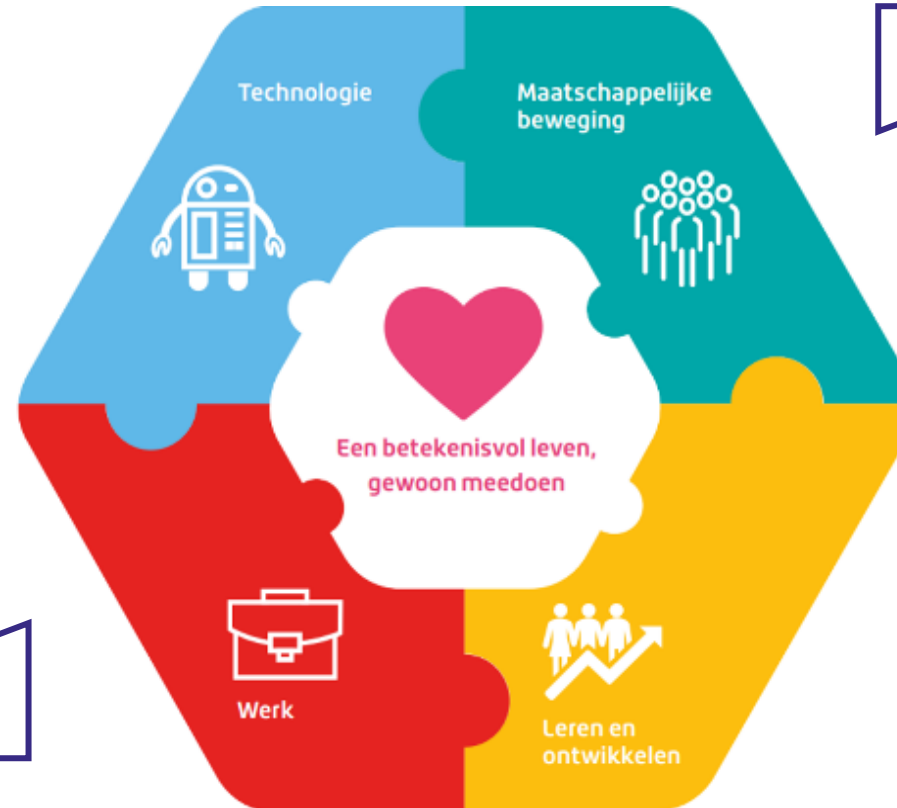 Technologie
Maatschappelijke
beweging
Een betekenisvol leven,
gewoon meedoen
Werk
Leren en
ontwikkelen